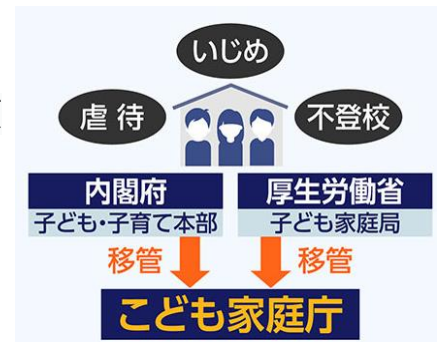 いじめ
虐待
不登校
内閣府
子ども・子育て本部
厚生労働省
子ども家庭局
移管
移管
こども家庭庁